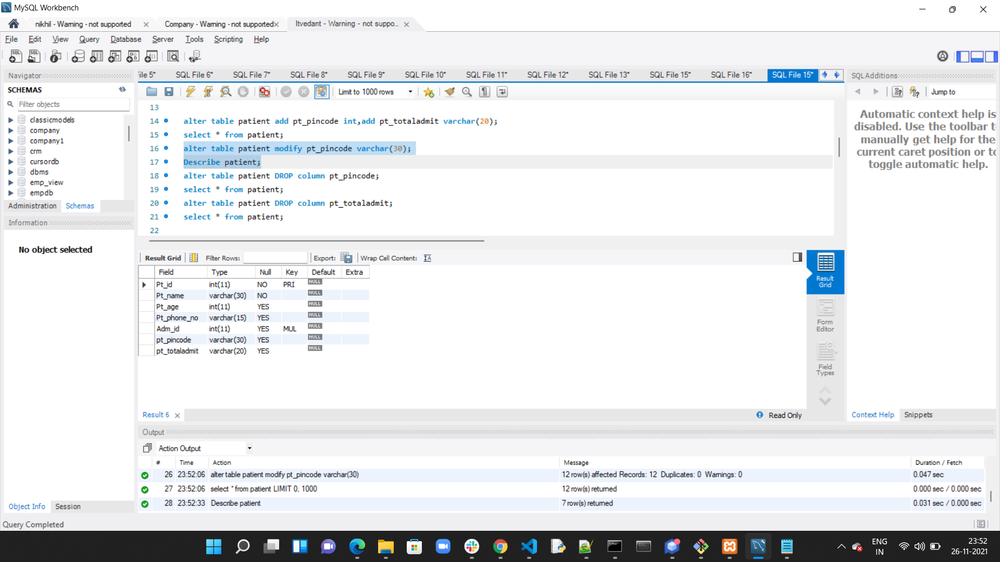 MySQL Workbench
nikhil - Warning - not supported
Company - Warning - not supported
Itvedant - Warning - not suppo...
File Edit View Query Database Server Tools Scripting Help
Navigator
ile 5* SQL File 6* SQL File 7* SQL File 8* SQL File 9* SQL File 10* SQL File 11* SQL File 12* SQL File 13* SQL File 15* SQL File 16* SQL File 15*
SQLAdditions
SCHEMAS
Filter objects
classicmodels
company
company1
crm
cursordb
dbms
emp_view
empdb
Administration Schemas
Information
No object selected
Object Info Session
Limit to 1000 rows
13
14 alter table patient add pt_pincode int,add pt_totaladmit varchar(20);
15 select * from patient;
16 alter table patient modify pt_pincode varchar(30);
17 Describe patient;
18 alter table patient DROP column pt_pincode;
19 select * from patient;
20 alter table patient DROP column pt_totaladmit;
21 select * from patient;
22
Jump to
Automatic context help is
disabled. Use the toolbar t
manually get help for the
current caret position or to
toggle automatic help.
Result Grid Filter Rows: Export: Wrap Cell Content:
Field Type Null Key Default Extra
Pt_id int(11) NO PRI NULL
Pt_name varchar(30) NO NULL
Pt_age int(11) YES NULL
Pt_phone_no varchar(15) YES NULL
Adm_id int(11) YES MUL NULL
pt_pincode varchar(30) YES NULL
pt_totaladmit varchar(20) YES NULL
Result
Grid
Form
Editor
Field
Types
Result 6
Read Only
Context Help Snippets
Output
Action Output
# Time Action Message Duration / Fetch
26 23:52:06 alter table patient modify pt_pincode varchar(30) 12 row(s) affected Records: 12 Duplicates: 0 Warnings: 0 0.047 sec
27 23:52:06 select * from patient LIMIT 0, 1000 12 row(s) returned 0.000 sec / 0.000 sec
28 23:52:33 Describe patient 7 row(s) returned 0.031 sec / 0.000 sec
Query Completed
ENG
IN
23:52
26-11-2021